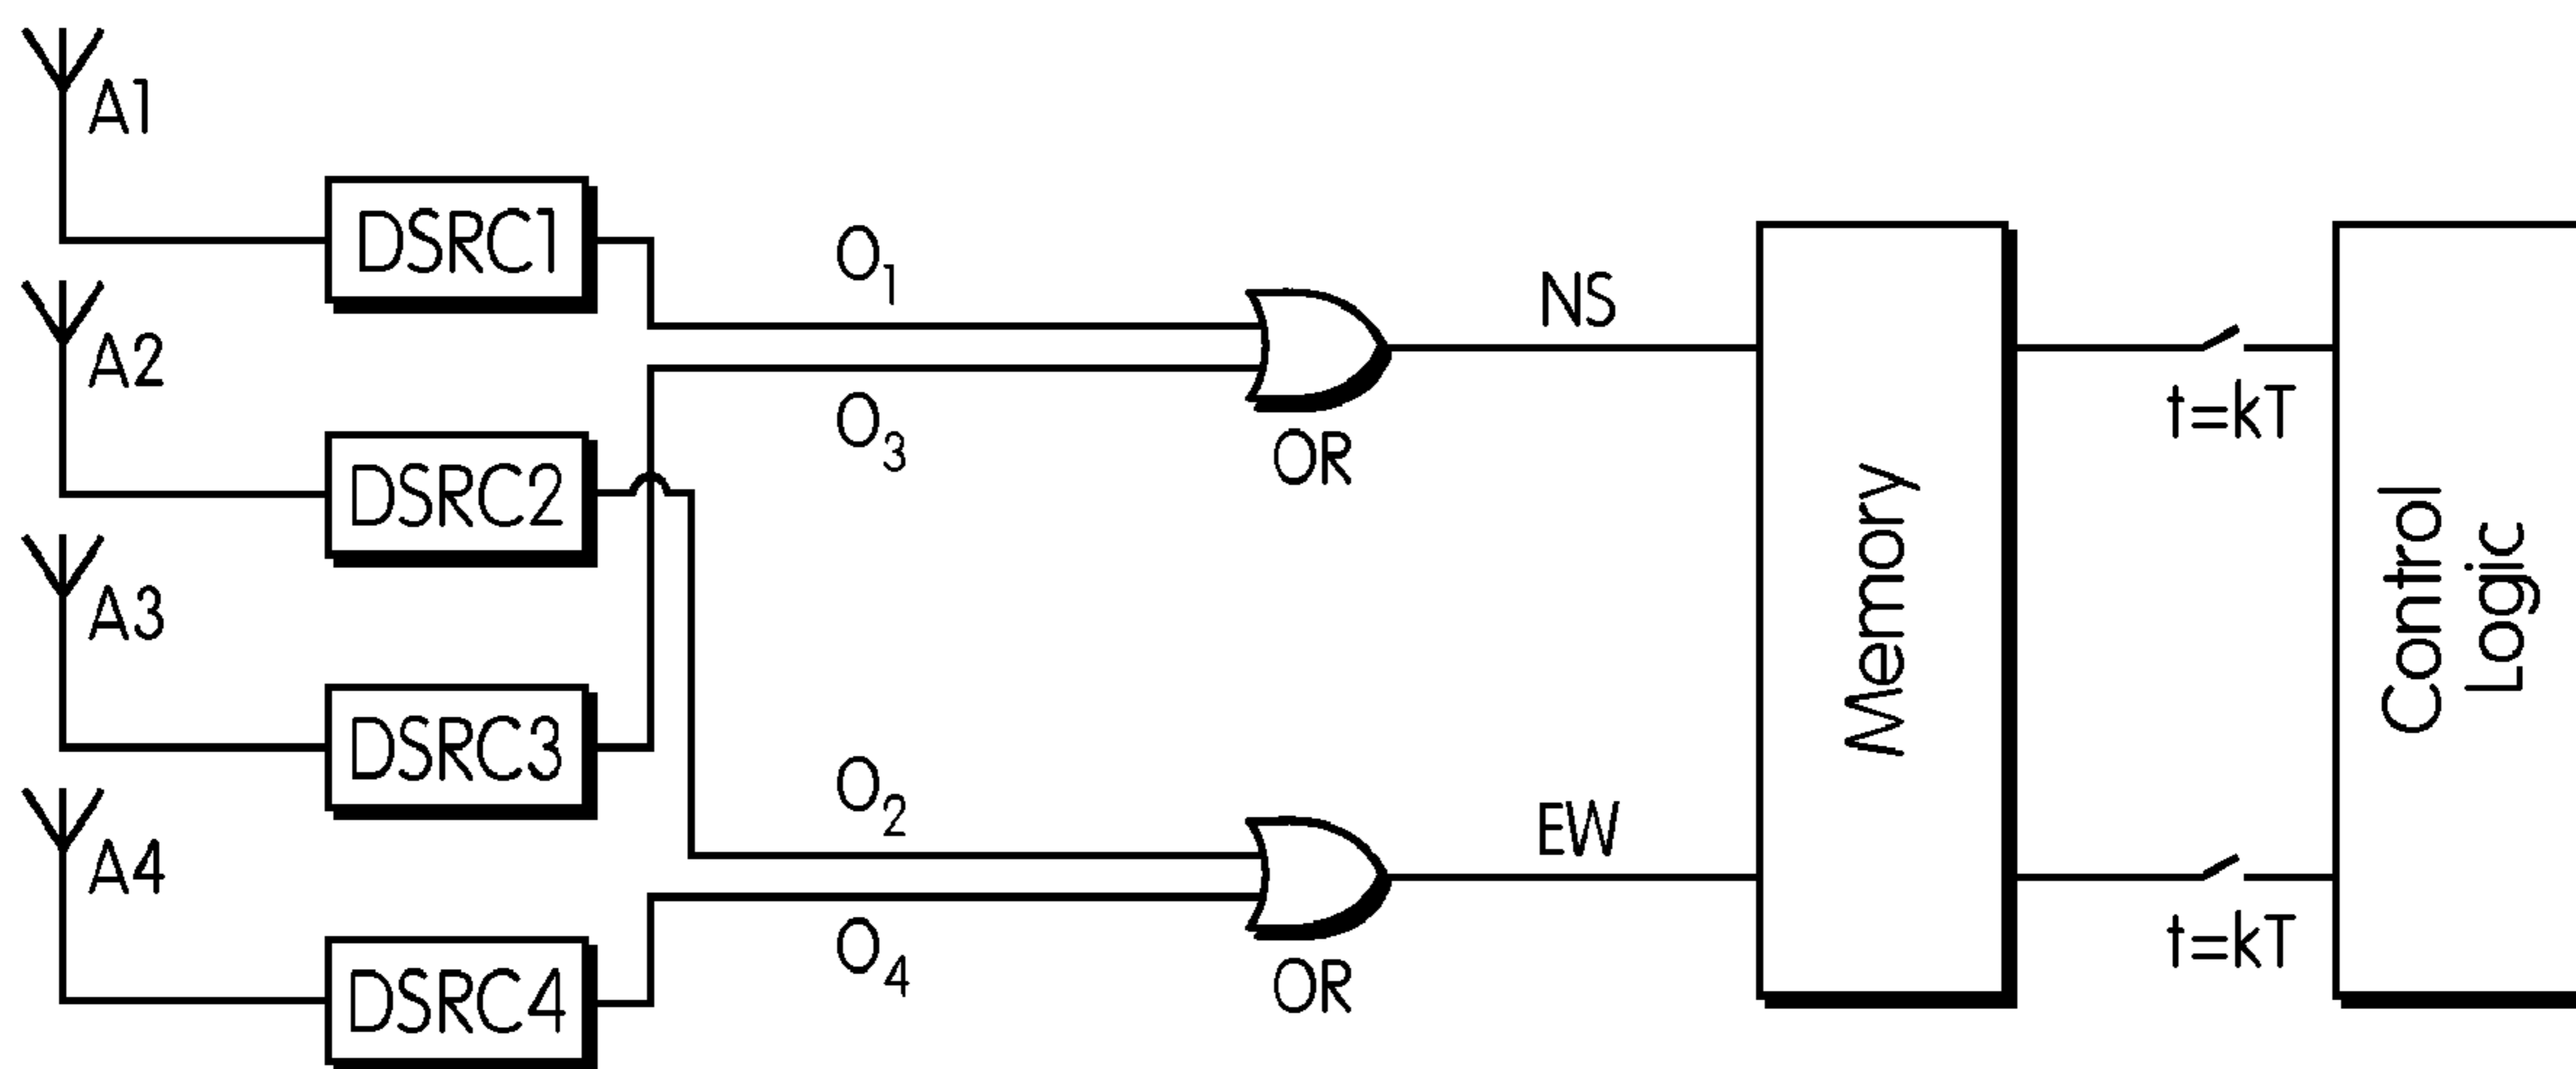 A1
DSRC1
A2
DSRC2
A3
DSRC3
A4
DSRC4
O1
O3
OR
NS
O2
O4
OR
EW
Memory
t=kT
t=kT
Control
Logic